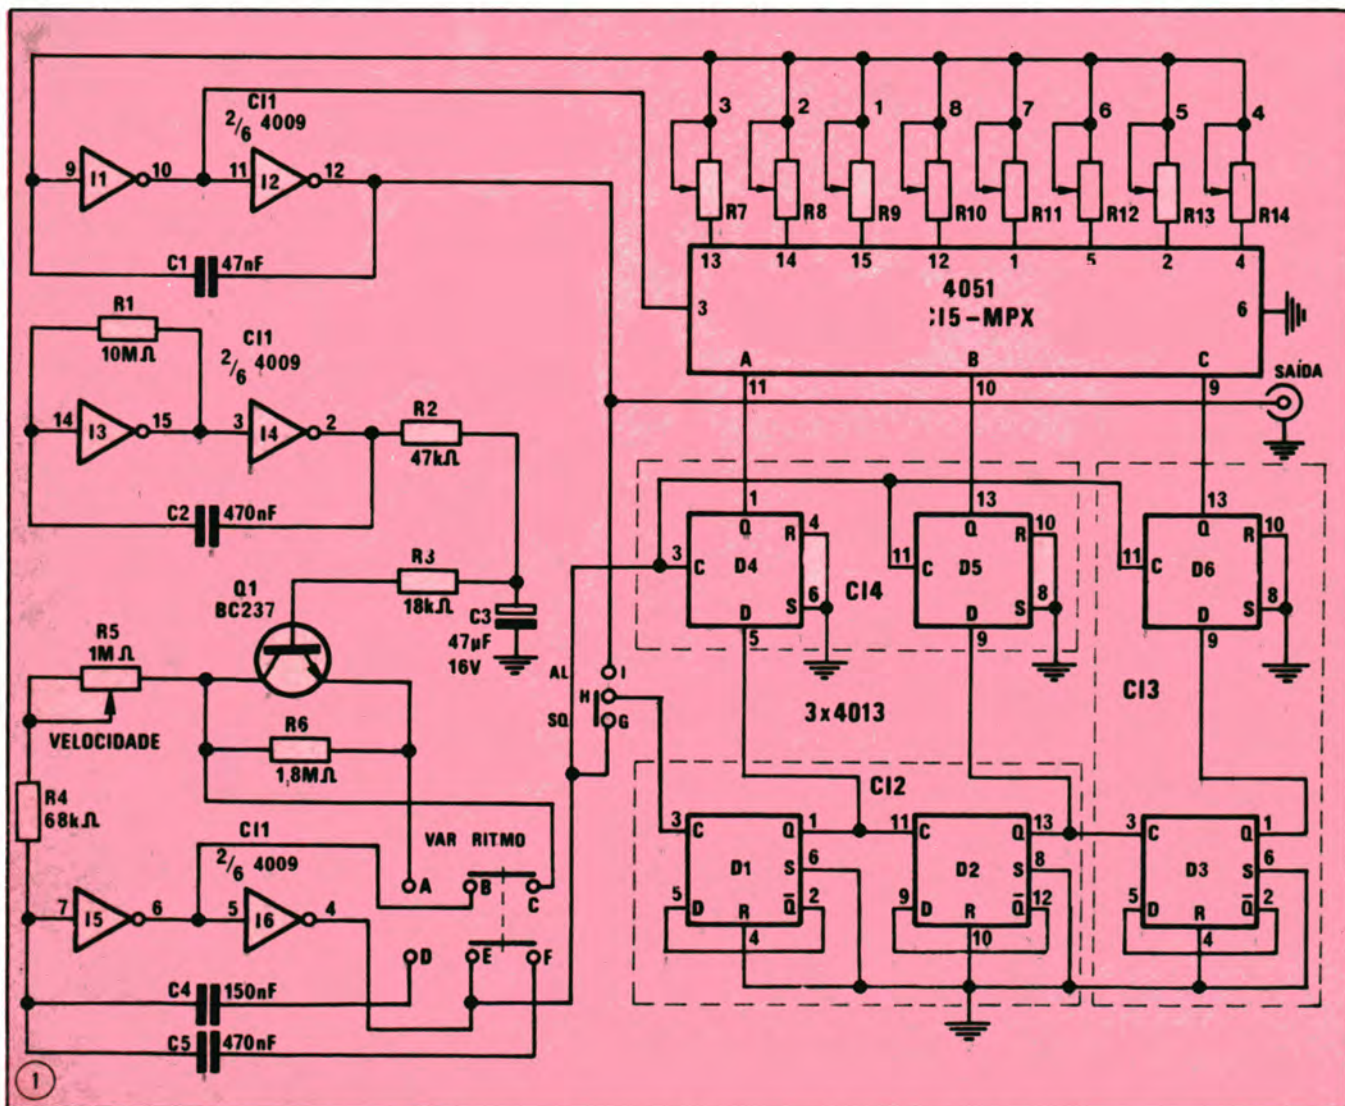 3 2 1 8 7 6 5 4
CI1
2/6 4009
9 I1 10 11 I2 12
R7 R8 R9 R10 R11 R12 R13 R14
C1 47nF
13 14 15 12 1 5 2 4
4051
CI5-MPX
3 6
A B C
11 10 9
SAÍDA
R1
10MΩ
CI1
2/6 4009
14 I3 15 3 I4 2
R2
47kΩ
C2 470nF
1 13 13
Q R 4 Q R 10 Q R 10
3 C D4 11 C D5 11 C D6
S 6 S 8 S 8
D D D
5 9 9
CI4
CI3
R3
18kΩ
Q1
BC237
C3
47µF
16V
R5
1MΩ
VELOCIDADE
AL I
H
SQ G
3x4013
R6
1,8MΩ
R4
68kΩ
CI2
3 C Q 1 11 C Q 13 3 C Q 1
D1 S 6 D2 S 8 D3 S 6
5 D R Q̅ 2 9 D R Q̅ 12 5 D R Q̅ 2
4 10 4
CI1
2/6 4009
VAR RITMO
A B C
7 I5 6 5 I6 4
D E F
C4 150nF
C5 470nF
1